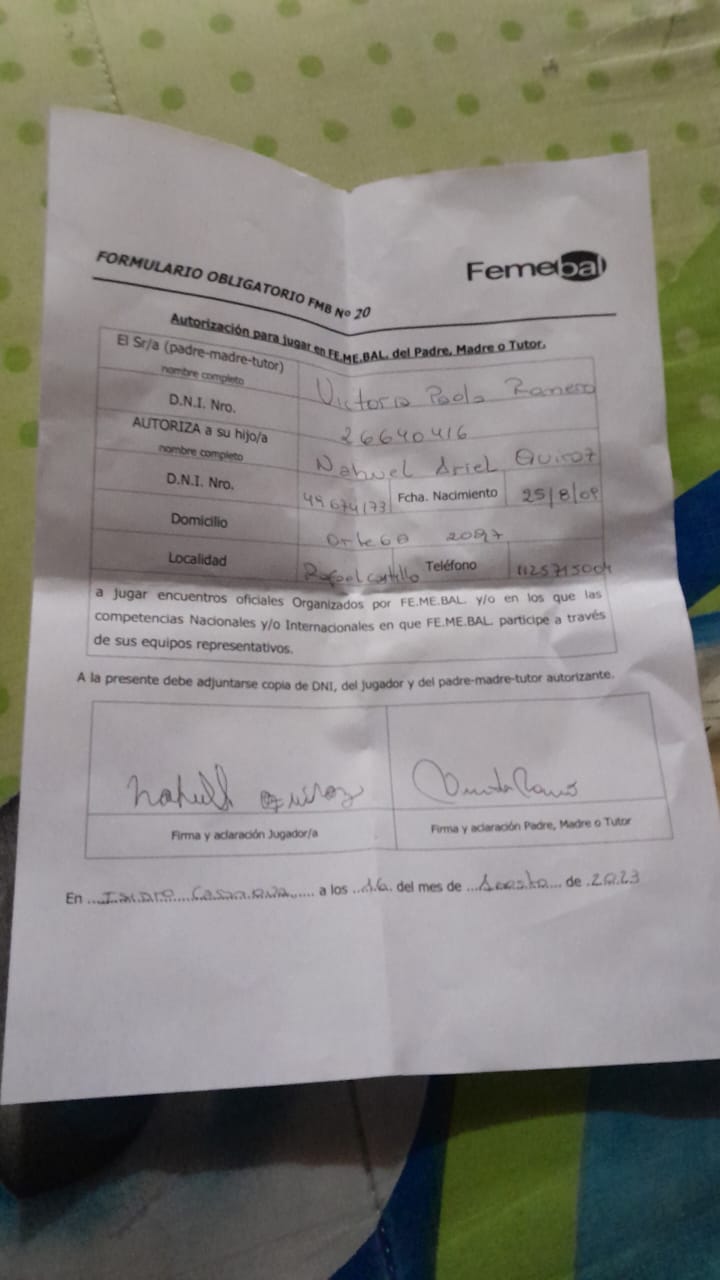 FORMULARIO OBLIGATORIO FMB Nº 20
Femebal
Autorización para jugar en FE.ME.BAL. del Padre, Madre o Tutor.
El Sr/a (padre-madre-tutor)
nombre completo
Victoria Paola Romero
D.N.I. Nro.
26640416
AUTORIZA a su hijo/a
nombre completo
Nahuel Ariel Quiroz
D.N.I. Nro.
49674173 Fcha. Nacimiento 25/8/09
Domicilio
2087
Localidad
Rafael castillo Teléfono 1125715004
a jugar encuentros oficiales Organizados por FE.ME.BAL. y/o en los que las
competencias Nacionales y/o Internacionales en que FE.ME.BAL. participe a través
de sus equipos representativos.
A la presente debe adjuntarse copia de DNI, del jugador y del padre-madre-tutor autorizante.
Firma y aclaración Jugador/a
Firma y aclaración Padre, Madre o Tutor
En ...Isidro Casanova... a los ..16. del mes de ...Agosto... de .2023